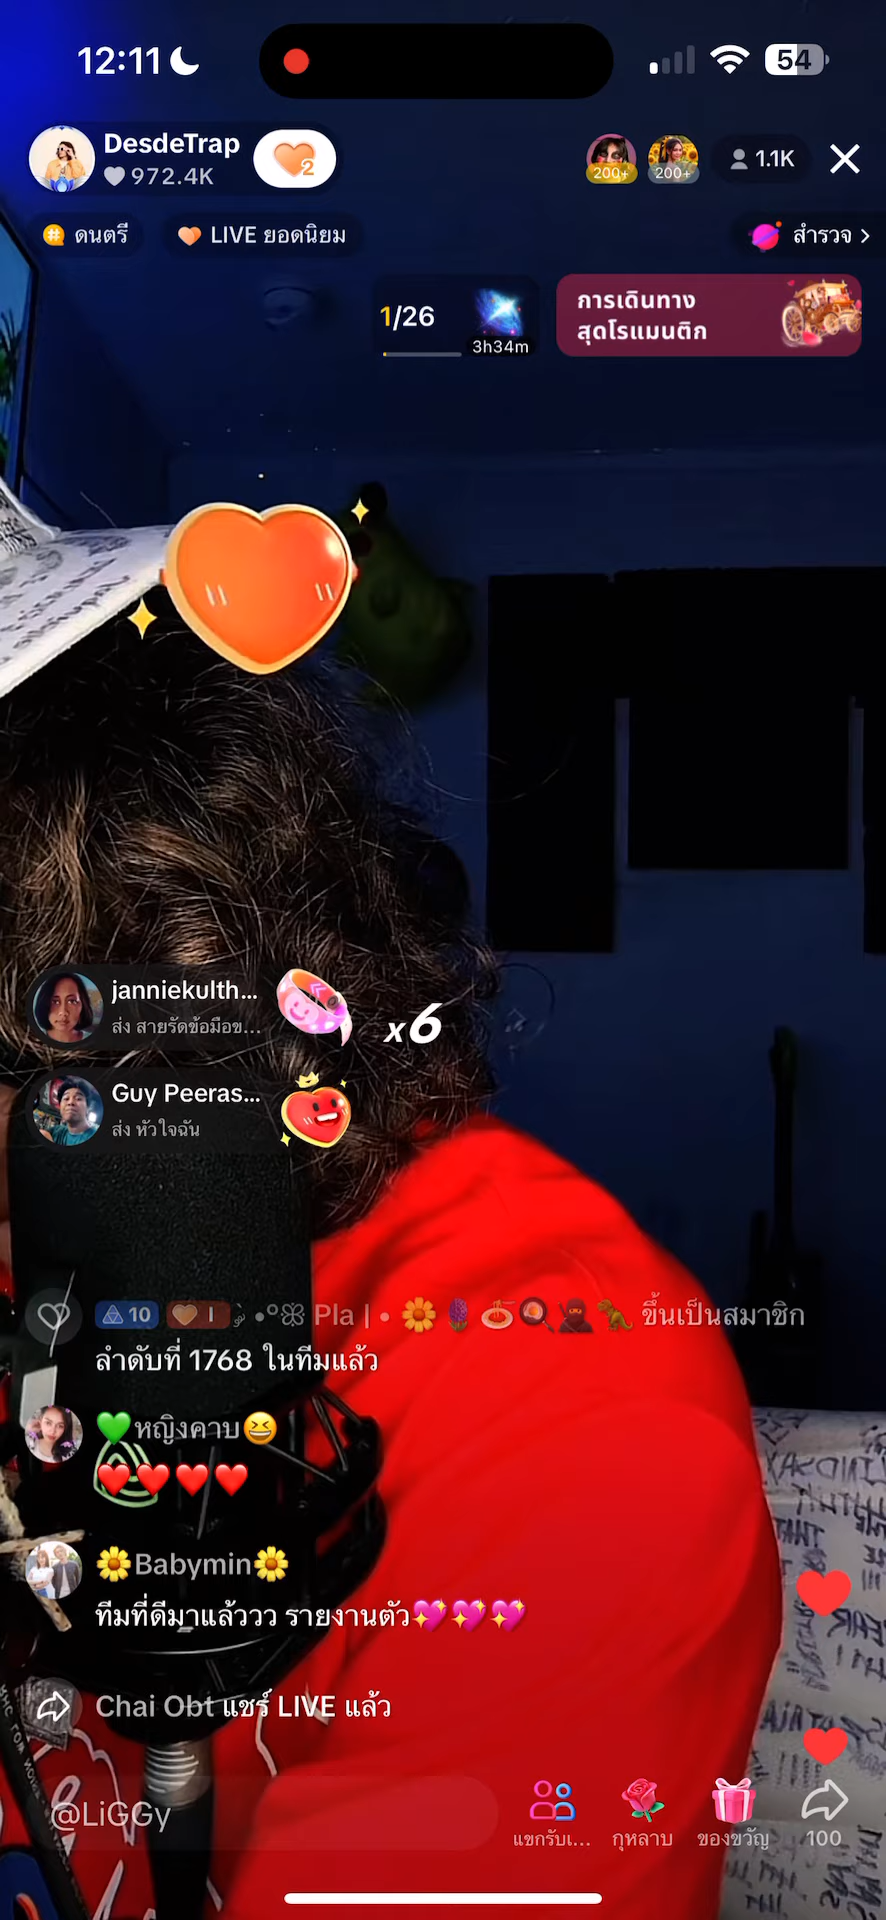 12:11
54
DesdeTrap
972.4K
2
200+
200+
1.1K
ดนตรี
LIVE ยอดนิยม
สำรวจ
1/26
3h34m
การเดินทาง
สุดโรแมนติก
janniekulth...
ส่ง สายรัดข้อมือข...
x6
Guy Peeras...
ส่ง หัวใจฉัน
10 I Pla | • 🌼🪻🍝🍳🥷🦖 ขึ้นเป็นสมาชิก
ลำดับที่ 1768 ในทีมแล้ว
💚หญิงคาบ😆
❤️❤️❤️❤️
🌼Babymin🌼
ทีมที่ดีมาแล้ววว รายงานตัว💖💖💖
Chai Obt แชร์ LIVE แล้ว
@LiGGy
แขกรับเ...
กุหลาบ
ของขวัญ
100